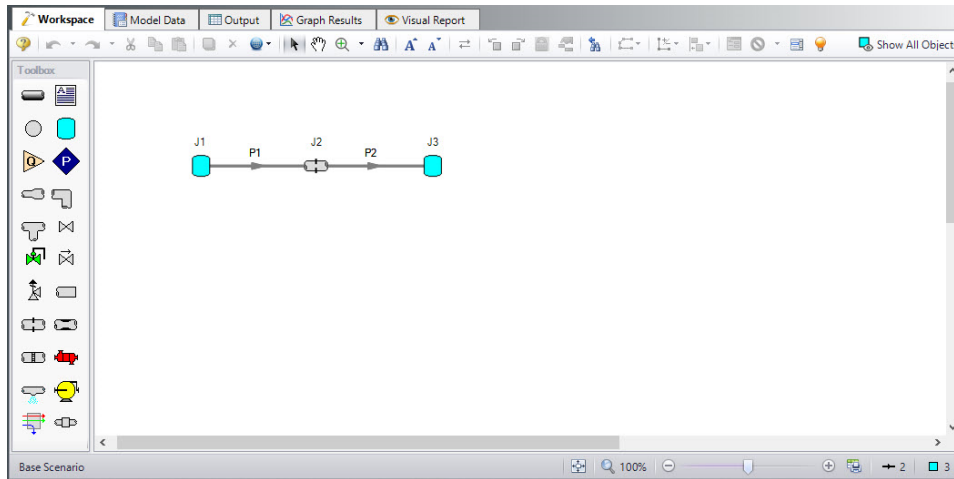 Workspace Model Data Output Graph Results Visual Report
A A Show All Object
Toolbox
A
Q P
J1 P1 J2 P2 J3
Base Scenario 100% 2 3